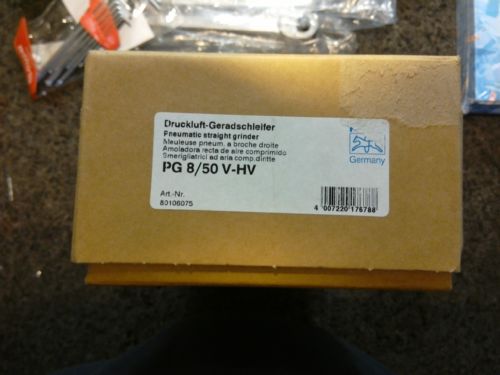 Druckluft-Geradschleifer
Pneumatic straight grinder
Meuleuse pneum. a broche droite
Amoladora recta de aire comprimido
Smerigliatrici ad aria comp.diritte
PG 8/50 V-HV
Art.-Nr.
80106075
Germany
4 007220 176788